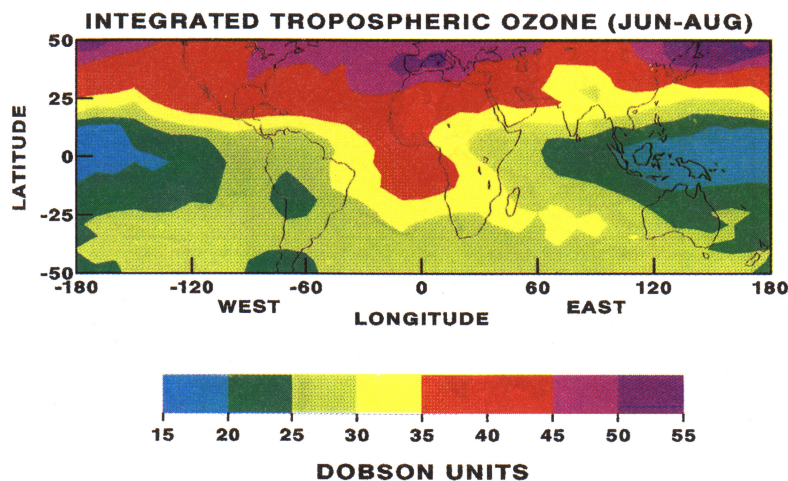 INTEGRATED TROPOSPHERIC OZONE (JUN-AUG)
LATITUDE
50
25
0
-25
-50
-180 -120 -60 0 60 120 180
WEST EAST
LONGITUDE
15 20 25 30 35 40 45 50 55
DOBSON UNITS